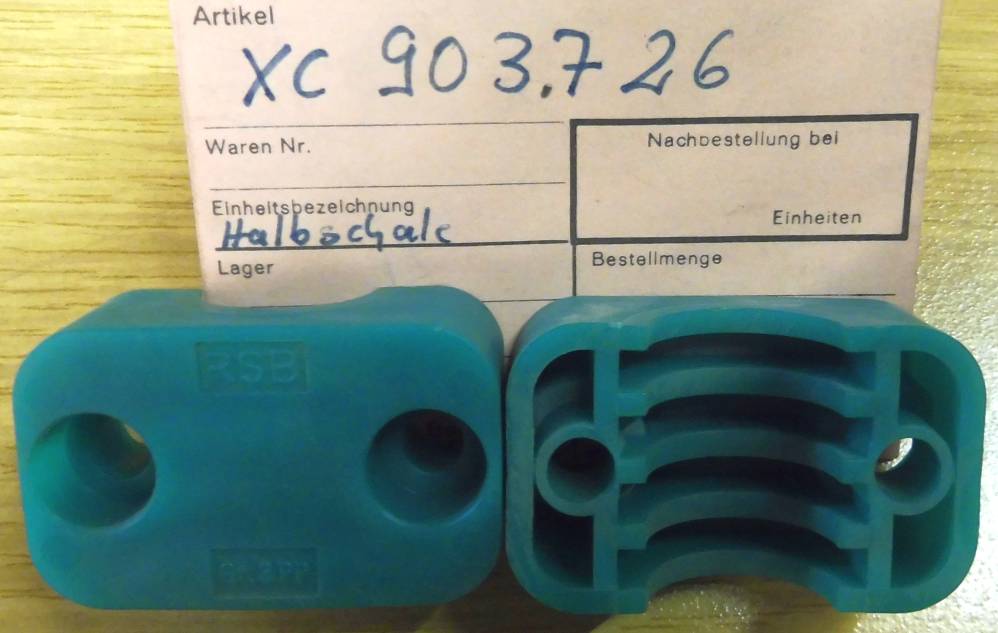 Artikel
XC 903.726
Waren Nr.
Nachbestellung bei
Einheitsbezeichnung
Einheiten
Halbschale
Lager
Bestellmenge
RSB